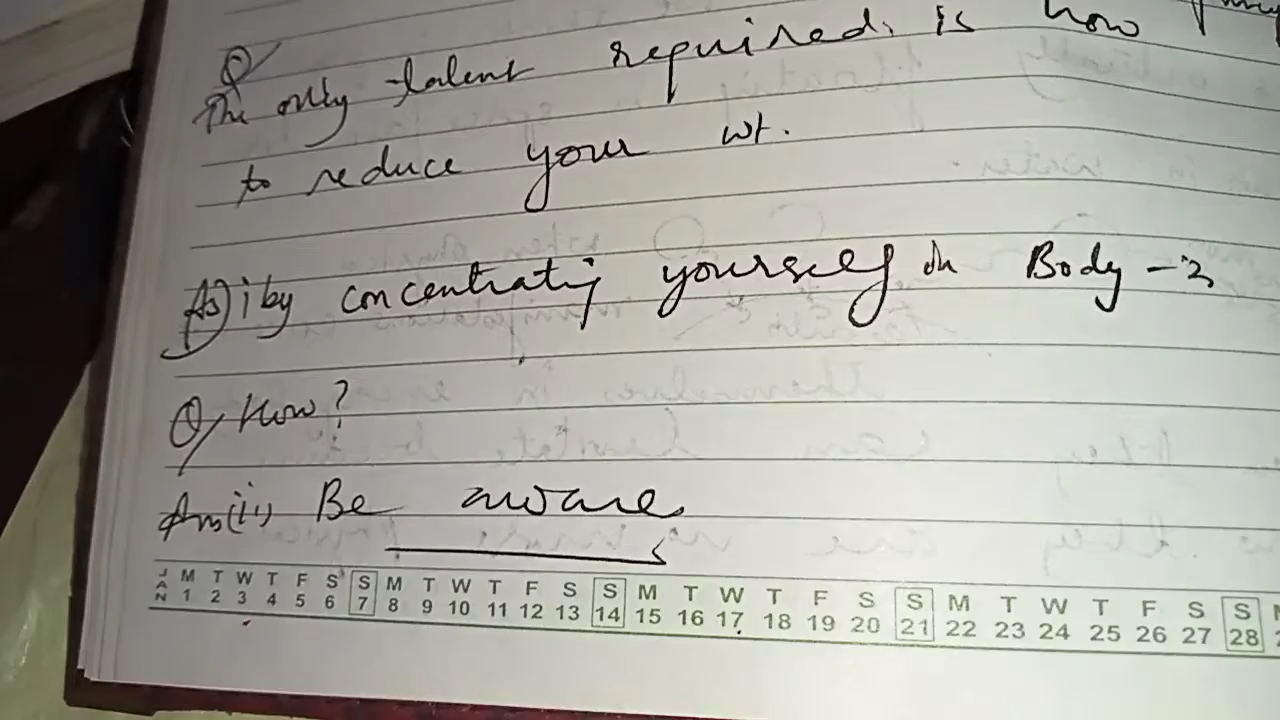 Q/
The only talent required, is how
to reduce your wt.
As) i by concentrating yourself in Body - 2
Q/ How?
Ans (i) Be aware
JAN M 1 T 2 W 3 T 4 F 5 S 6 S 7 M 8 T 9 W 10 T 11 F 12 S 13 S 14 M 15 T 16 W 17 T 18 F 19 S 20 S 21 M 22 T 23 W 24 T 25 F 26 S 27 S 28